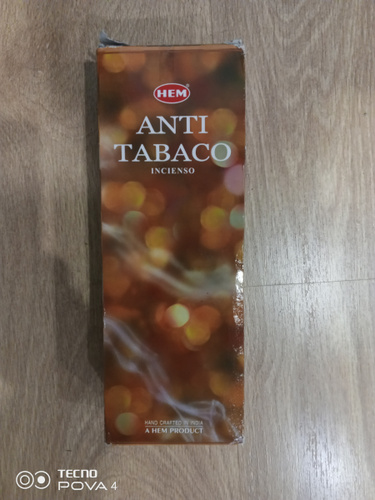 HEM
ANTI
TABACO
INCIENSO
HAND CRAFTED IN INDIA
A HEM PRODUCT
TECNO
POVA 4